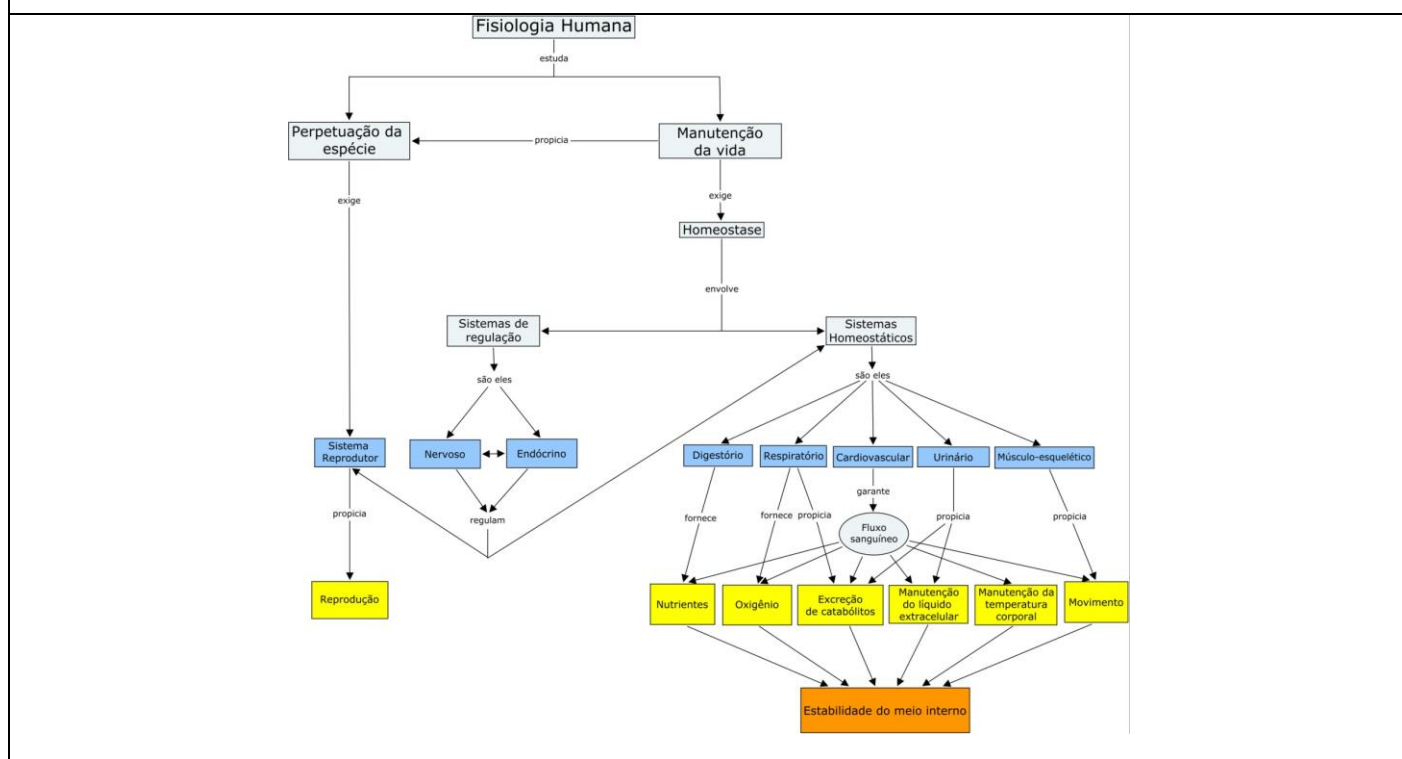 Fisiologia Humana
estuda
Perpetuação da
espécie
propicia
Manutenção
da vida
exige
exige
Homeostase
envolve
Sistemas de
regulação
Sistemas
Homeostáticos
são eles
são eles
Sistema
Reprodutor
Nervoso
Endócrino
Digestório
Respiratório
Cardiovascular
Urinário
Músculo-esquelético
propicia
regulam
fornece
fornece
propicia
garante
propicia
propicia
Fluxo
sanguíneo
Reprodução
Nutrientes
Oxigênio
Excreção
de catabólitos
Manutenção
do líquido
extracelular
Manutenção da
temperatura
corporal
Movimento
Estabilidade do meio interno